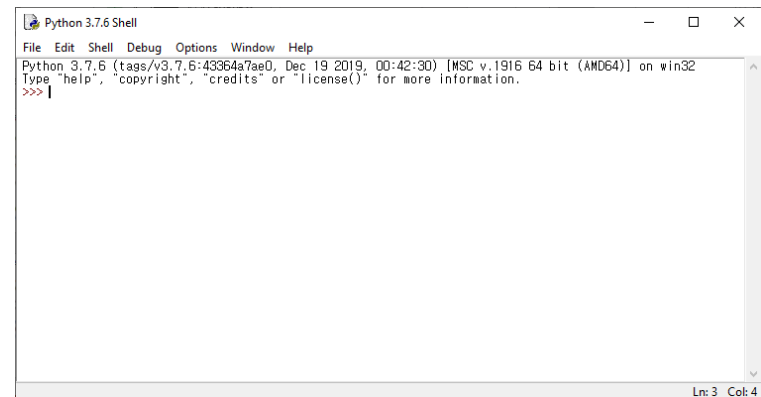 Python 3.7.6 Shell
File Edit Shell Debug Options Window Help
Python 3.7.6 (tags/v3.7.6:43364a7ae0, Dec 19 2019, 00:42:30) [MSC v.1916 64 bit (AMD64)] on win32
Type "help", "copyright", "credits" or "license()" for more information.
>>>
Ln: 3 Col: 4